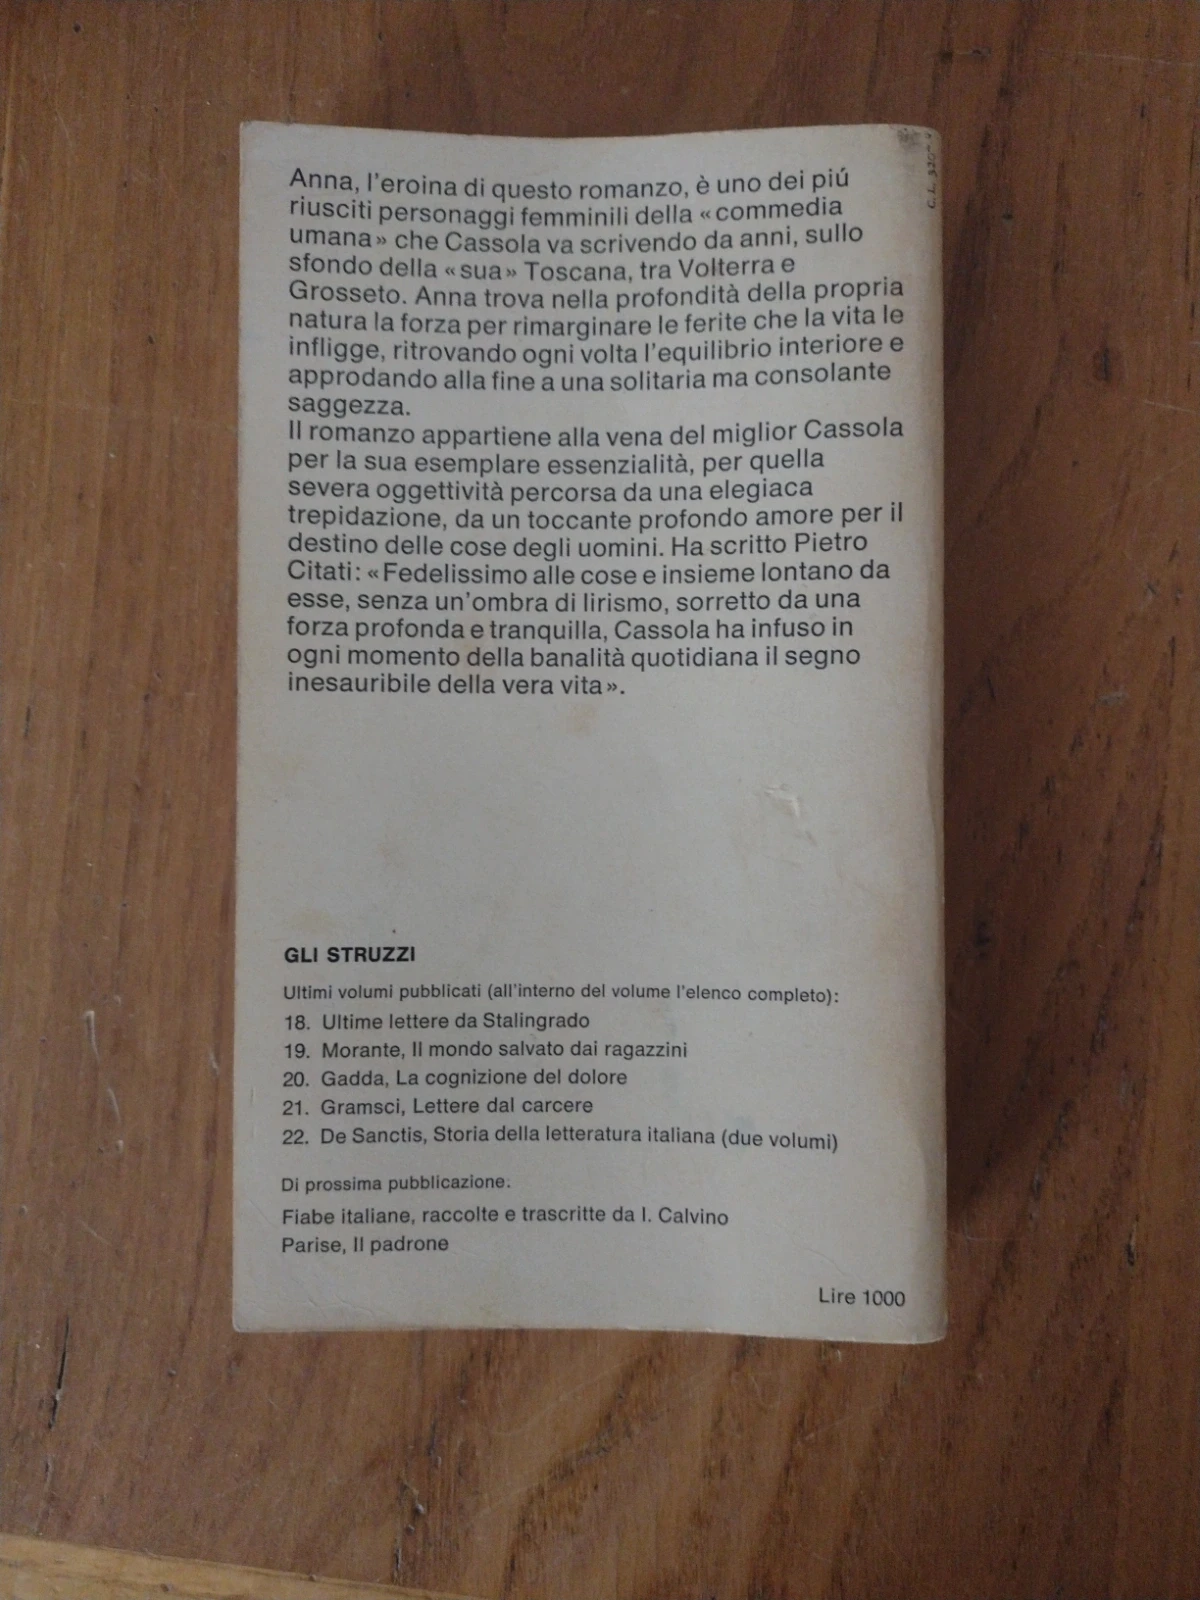 Anna, l'eroina di questo romanzo, è uno dei piú
riusciti personaggi femminili della «commedia
umana» che Cassola va scrivendo da anni, sullo
sfondo della «sua» Toscana, tra Volterra e
Grosseto. Anna trova nella profondità della propria
natura la forza per rimarginare le ferite che la vita le
infligge, ritrovando ogni volta l'equilibrio interiore e
approdando alla fine a una solitaria ma consolante
saggezza.
Il romanzo appartiene alla vena del miglior Cassola
per la sua esemplare essenzialità, per quella
severa oggettività percorsa da una elegiaca
trepidazione, da un toccante profondo amore per il
destino delle cose degli uomini. Ha scritto Pietro
Citati: «Fedelissimo alle cose e insieme lontano da
esse, senza un'ombra di lirismo, sorretto da una
forza profonda e tranquilla, Cassola ha infuso in
ogni momento della banalità quotidiana il segno
inesauribile della vera vita».
GLI STRUZZI
Ultimi volumi pubblicati (all'interno del volume l'elenco completo):
18. Ultime lettere da Stalingrado
19. Morante, Il mondo salvato dai ragazzini
20. Gadda, La cognizione del dolore
21. Gramsci, Lettere dal carcere
22. De Sanctis, Storia della letteratura italiana (due volumi)
Di prossima pubblicazione:
Fiabe italiane, raccolte e trascritte da I. Calvino
Parise, Il padrone
Lire 1000